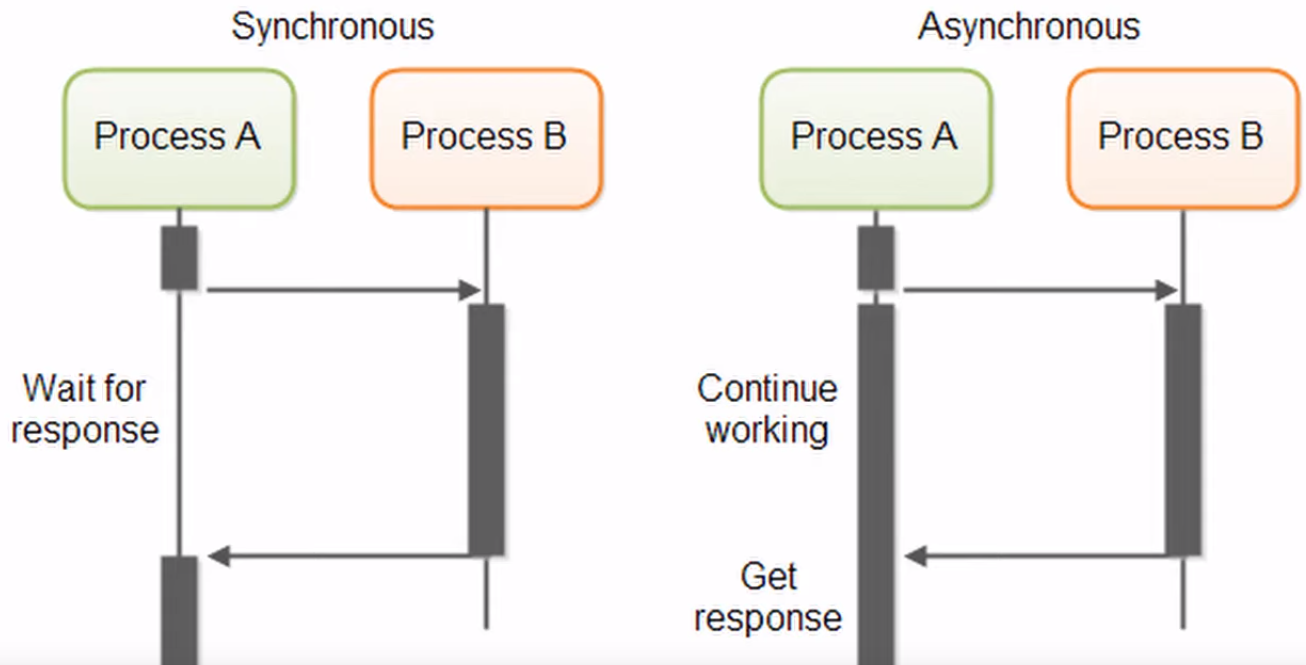 Synchronous
Asynchronous
Process A
Process B
Process A
Process B
Wait for
response
Continue
working
Get
response